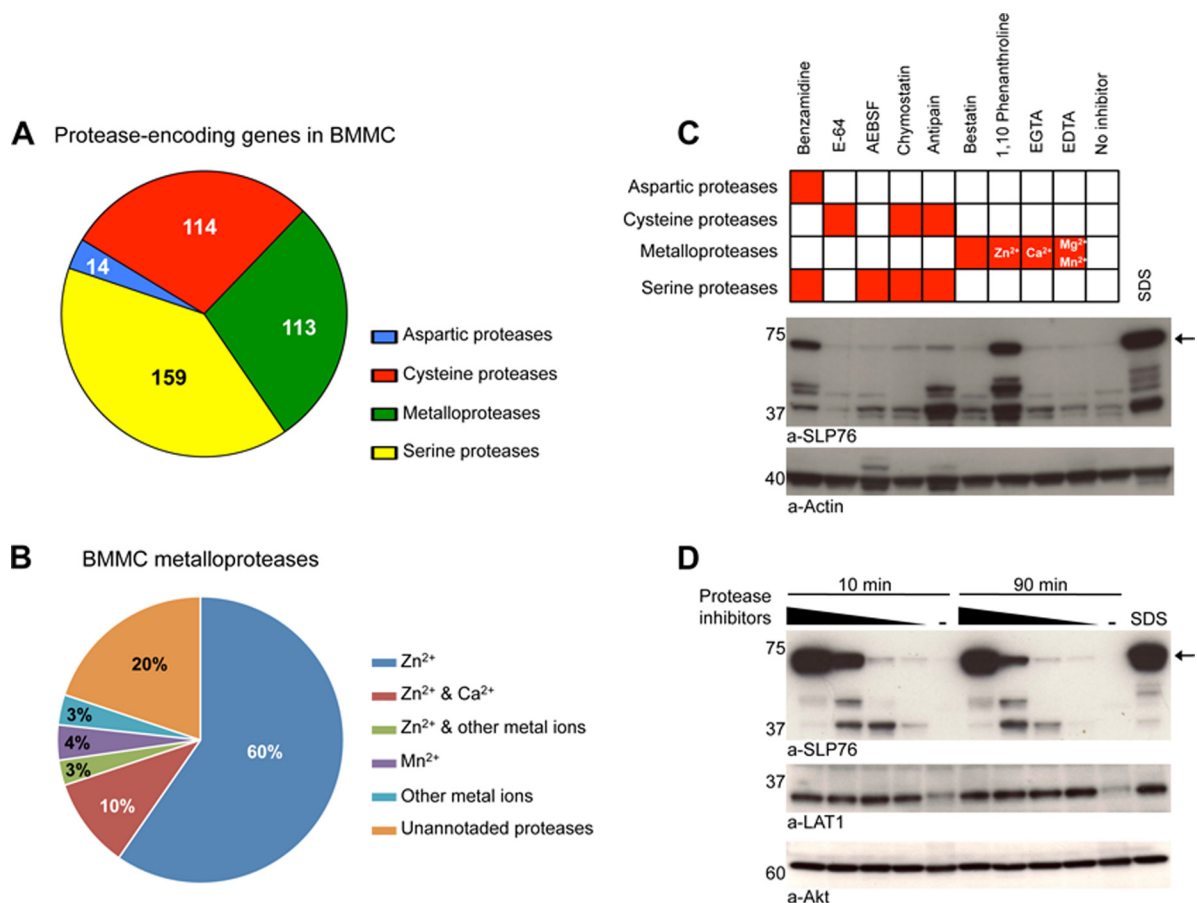 A
Protease-encoding genes in BMMC
114
14
113
159
Aspartic proteases
Cysteine proteases
Metalloproteases
Serine proteases
B
BMMC metalloproteases
20%
3%
4%
3%
10%
60%
Zn²⁺
Zn²⁺ & Ca²⁺
Zn²⁺ & other metal ions
Mn²⁺
Other metal ions
Unannotaded proteases
C
Benzamidine
E-64
AEBSF
Chymostatin
Antipain
Bestatin
1,10 Phenanthroline
EGTA
EDTA
No inhibitor
Aspartic proteases
Cysteine proteases
Metalloproteases
Zn²⁺
Ca²⁺
Mg²⁺
Mn²⁺
Serine proteases
SDS
75
37
a-SLP76
40
a-Actin
D
10 min
90 min
Protease
inhibitors
-
-
SDS
75
37
a-SLP76
37
a-LAT1
60
a-Akt